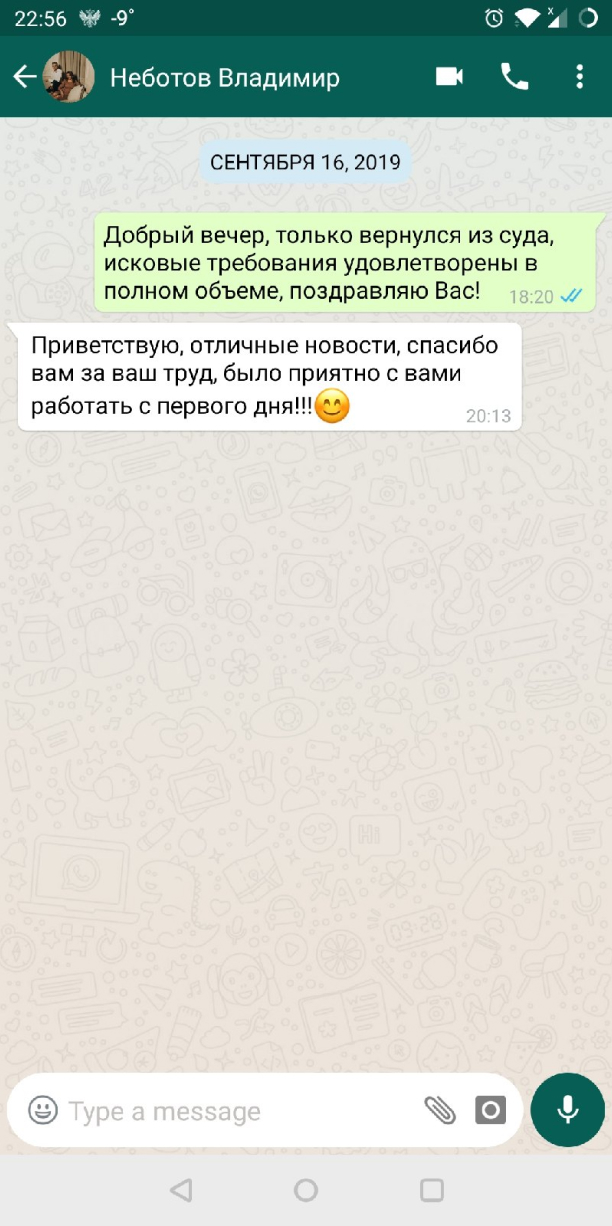 22:56 -9°
Неботов Владимир
СЕНТЯБРЯ 16, 2019
Добрый вечер, только вернулся из суда,
исковые требования удовлетворены в
полном объеме, поздравляю Вас! 18:20
Приветствую, отличные новости, спасибо
вам за ваш труд, было приятно с вами
работать с первого дня!!!😊 20:13
Type a message